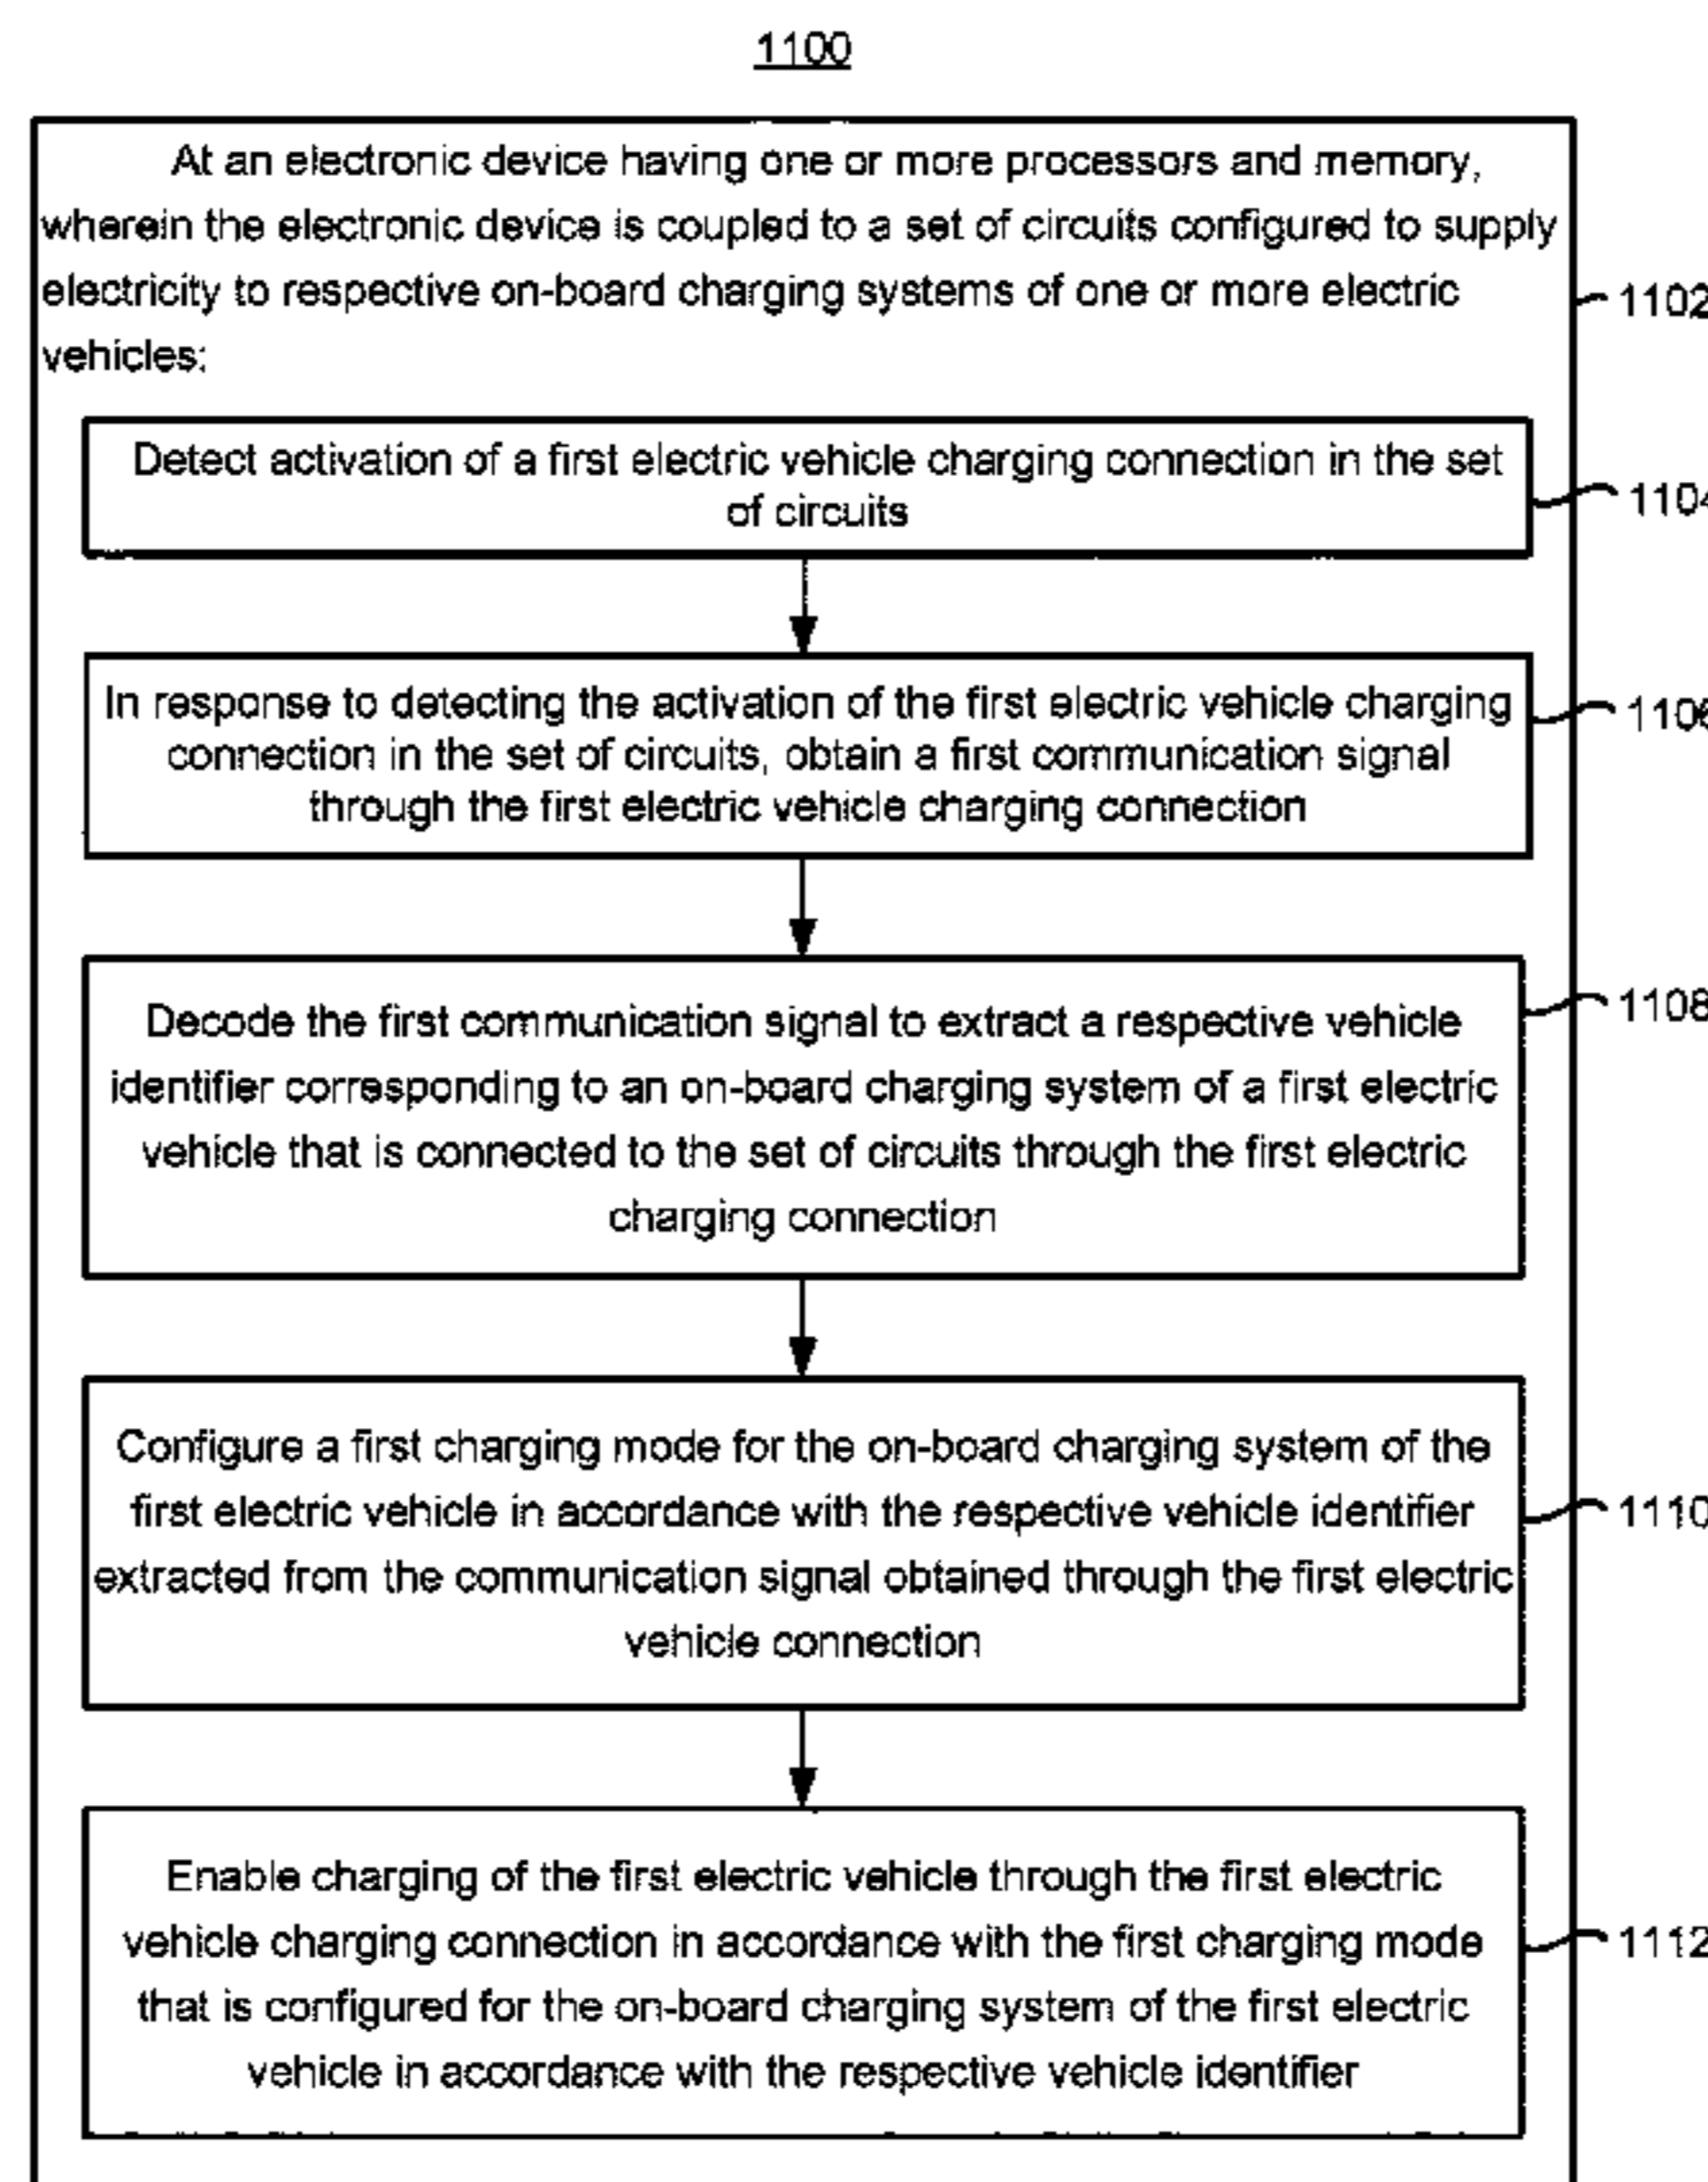 1100
At an electronic device having one or more processors and memory,
wherein the electronic device is coupled to a set of circuits configured to supply
electricity to respective on-board charging systems of one or more electric
vehicles:
1102
Detect activation of a first electric vehicle charging connection in the set
of circuits
1104
In response to detecting the activation of the first electric vehicle charging
connection in the set of circuits, obtain a first communication signal
through the first electric vehicle charging connection
1106
Decode the first communication signal to extract a respective vehicle
identifier corresponding to an on-board charging system of a first electric
vehicle that is connected to the set of circuits through the first electric
charging connection
1108
Configure a first charging mode for the on-board charging system of the
first electric vehicle in accordance with the respective vehicle identifier
extracted from the communication signal obtained through the first electric
vehicle connection
1110
Enable charging of the first electric vehicle through the first electric
vehicle charging connection in accordance with the first charging mode
that is configured for the on-board charging system of the first electric
vehicle in accordance with the respective vehicle identifier
1112